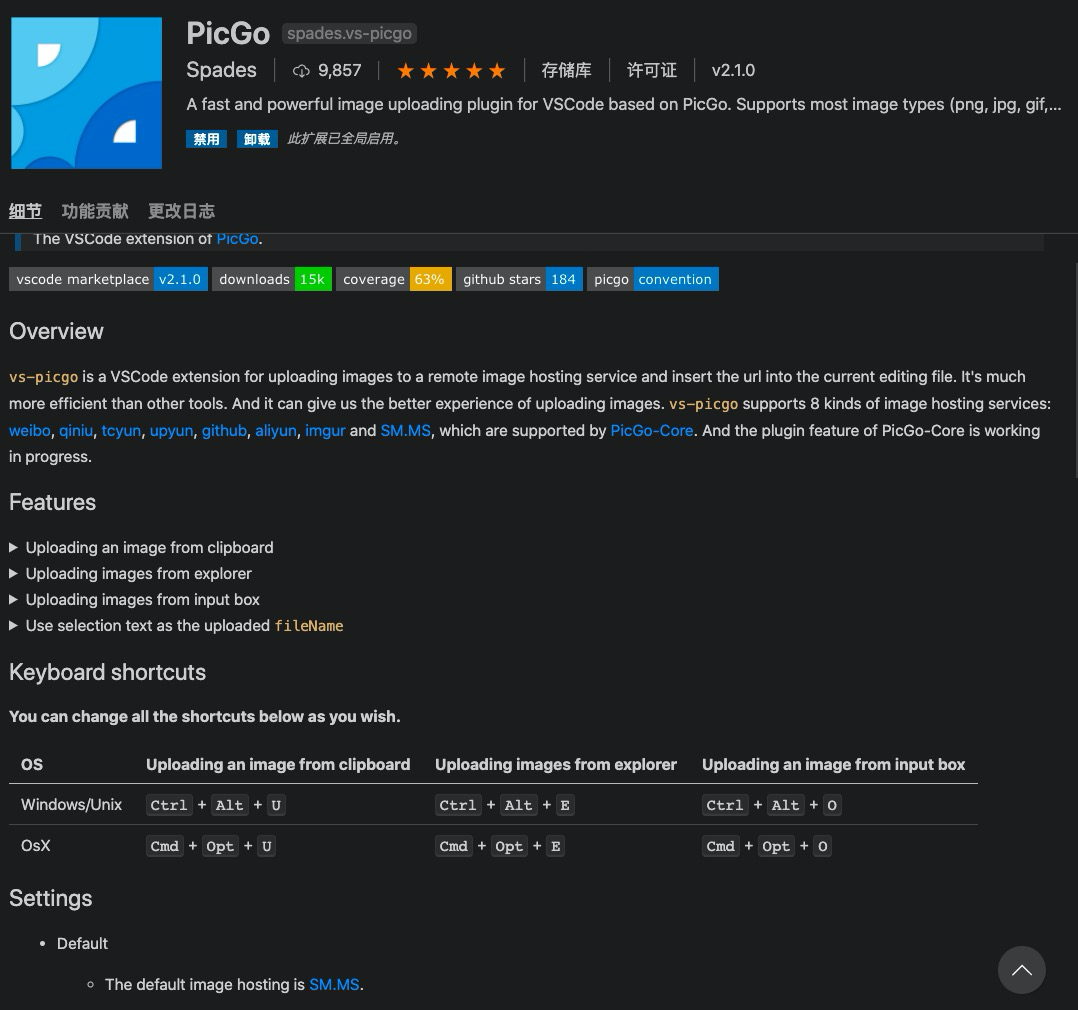 PicGo spades.vs-picgo
Spades 9,857 存储库 许可证 v2.1.0
A fast and powerful image uploading plugin for VSCode based on PicGo. Supports most image types (png, jpg, gif,...
禁用 卸载 此扩展已全局启用。
细节 功能贡献 更改日志
The VSCode extension of PicGo.
vscode marketplace v2.1.0 downloads 15k coverage 63% github stars 184 picgo convention
Overview
vs-picgo is a VSCode extension for uploading images to a remote image hosting service and insert the url into the current editing file. It's much
more efficient than other tools. And it can give us the better experience of uploading images. vs-picgo supports 8 kinds of image hosting services:
weibo, qiniu, tcyun, upyun, github, aliyun, imgur and SM.MS, which are supported by PicGo-Core. And the plugin feature of PicGo-Core is working
in progress.
Features
Uploading an image from clipboard
Uploading images from explorer
Uploading images from input box
Use selection text as the uploaded fileName
Keyboard shortcuts
You can change all the shortcuts below as you wish.
OS Uploading an image from clipboard Uploading images from explorer Uploading an image from input box
Windows/Unix Ctrl + Alt + U Ctrl + Alt + E Ctrl + Alt + O
OsX Cmd + Opt + U Cmd + Opt + E Cmd + Opt + O
Settings
• Default
◦ The default image hosting is SM.MS.